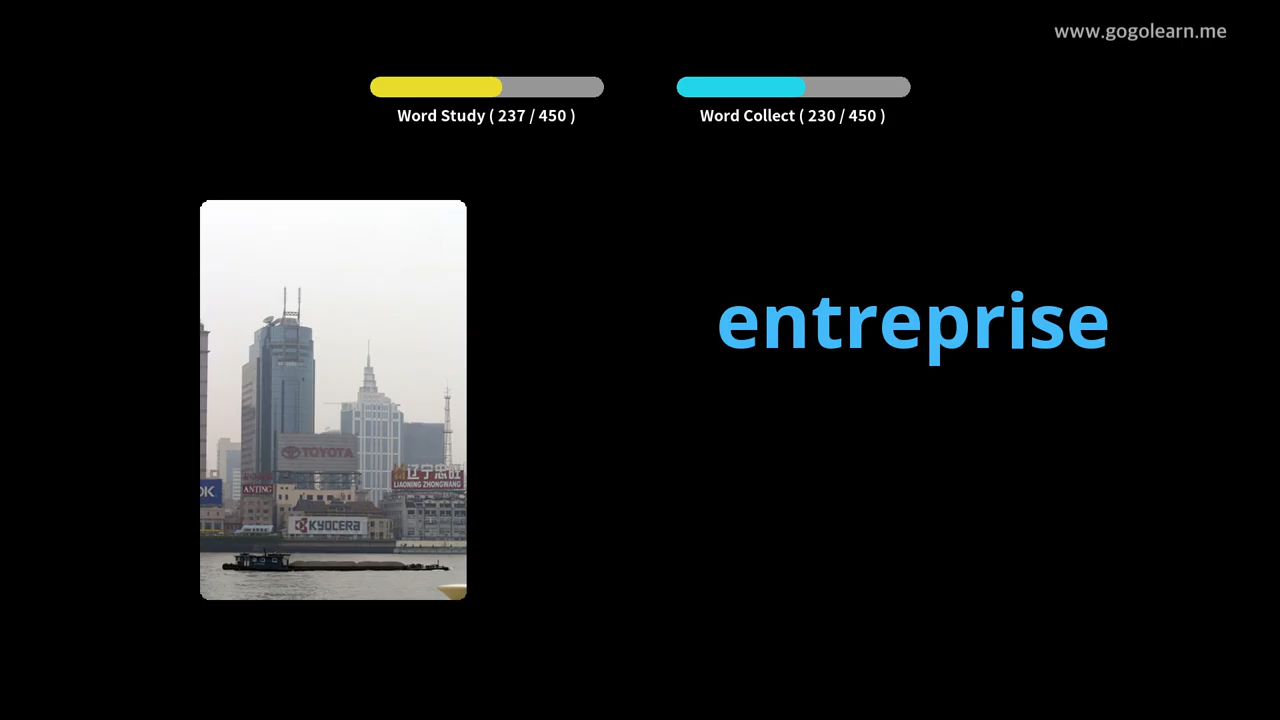 www.gogolearn.me
Word Study ( 237 / 450 )
Word Collect ( 230 / 450 )
entreprise
TOYOTA
辽宁忠旺
LIAONING ZHONGWANG
OK
ANTING
KYOCERA